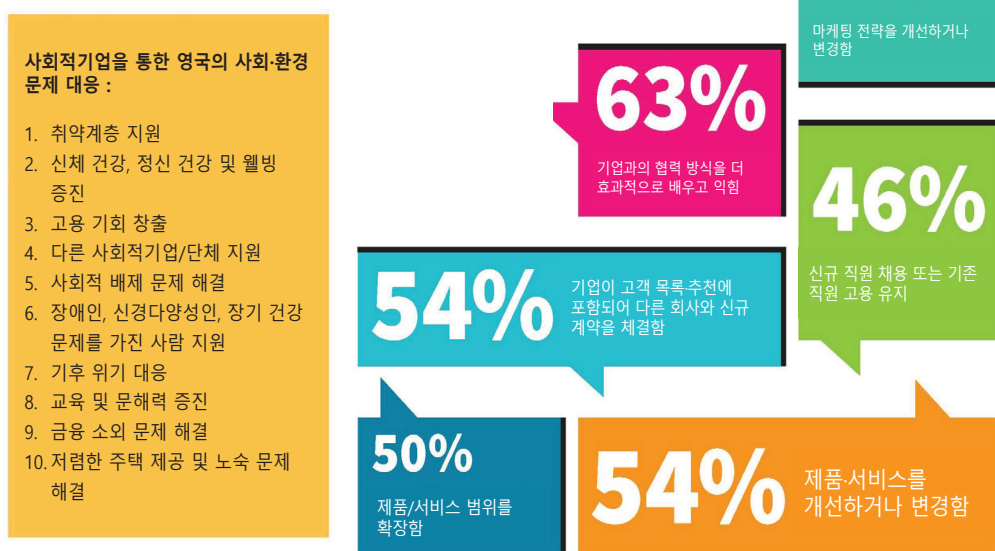 사회적기업을 통한 영국의 사회·환경
문제 대응 :
1. 취약계층 지원
2. 신체 건강, 정신 건강 및 웰빙
증진
3. 고용 기회 창출
4. 다른 사회적기업/단체 지원
5. 사회적 배제 문제 해결
6. 장애인, 신경다양성인, 장기 건강
문제를 가진 사람 지원
7. 기후 위기 대응
8. 교육 및 문해력 증진
9. 금융 소외 문제 해결
10. 저렴한 주택 제공 및 노숙 문제
해결
마케팅 전략을 개선하거나
변경함
63%
기업과의 협력 방식을 더
효과적으로 배우고 익힘
46%
신규 직원 채용 또는 기존
직원 고용 유지
54%
기업이 고객 목록·추천에
포함되어 다른 회사와 신규
계약을 체결함
50%
제품/서비스 범위를
확장함
54%
제품·서비스를
개선하거나 변경함